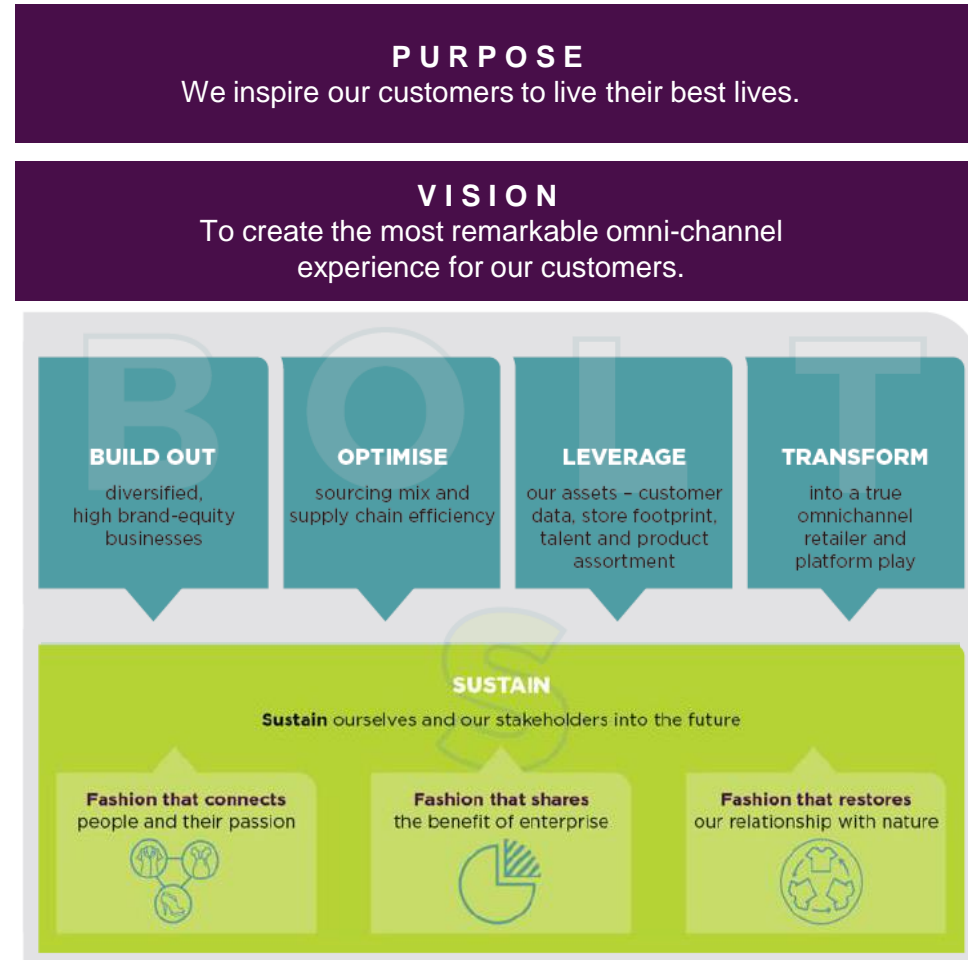 PURPOSE
We inspire our customers to live their best lives.
VISION
To create the most remarkable omni-channel
experience for our customers.
B O L T
BUILD OUT
diversified,
high brand-equity
businesses
OPTIMISE
sourcing mix and
supply chain efficiency
LEVERAGE
our assets – customer
data, store footprint,
talent and product
assortment
TRANSFORM
into a true
omnichannel
retailer and
platform play
S
SUSTAIN
Sustain ourselves and our stakeholders into the future
Fashion that connects
people and their passion
Fashion that shares
the benefit of enterprise
Fashion that restores
our relationship with nature